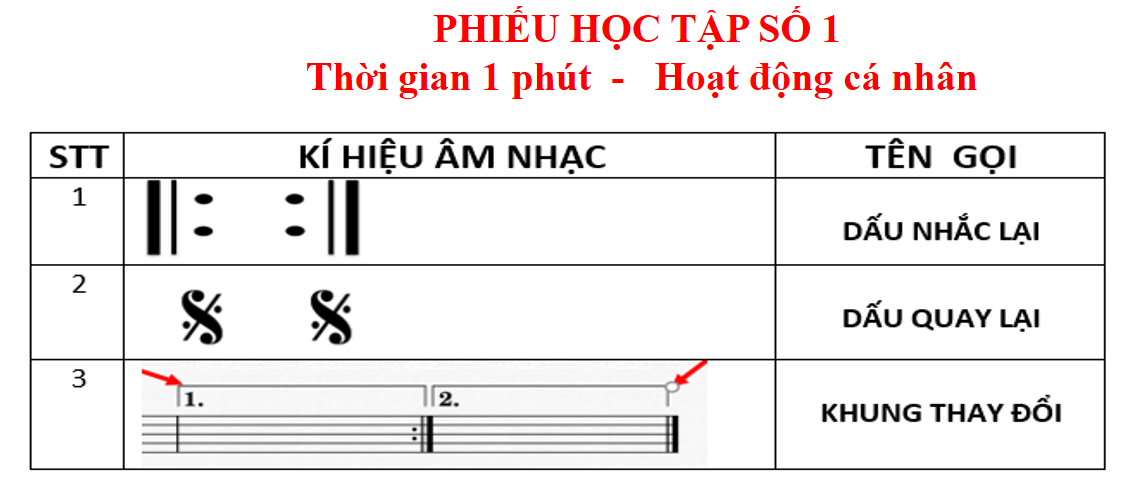 PHIẾU HỌC TẬP SỐ 1
Thời gian 1 phút - Hoạt động cá nhân
STT KÍ HIỆU ÂM NHẠC TÊN GỌI
1 DẤU NHẮC LẠI
2 DẤU QUAY LẠI
3 1. 2. KHUNG THAY ĐỔI